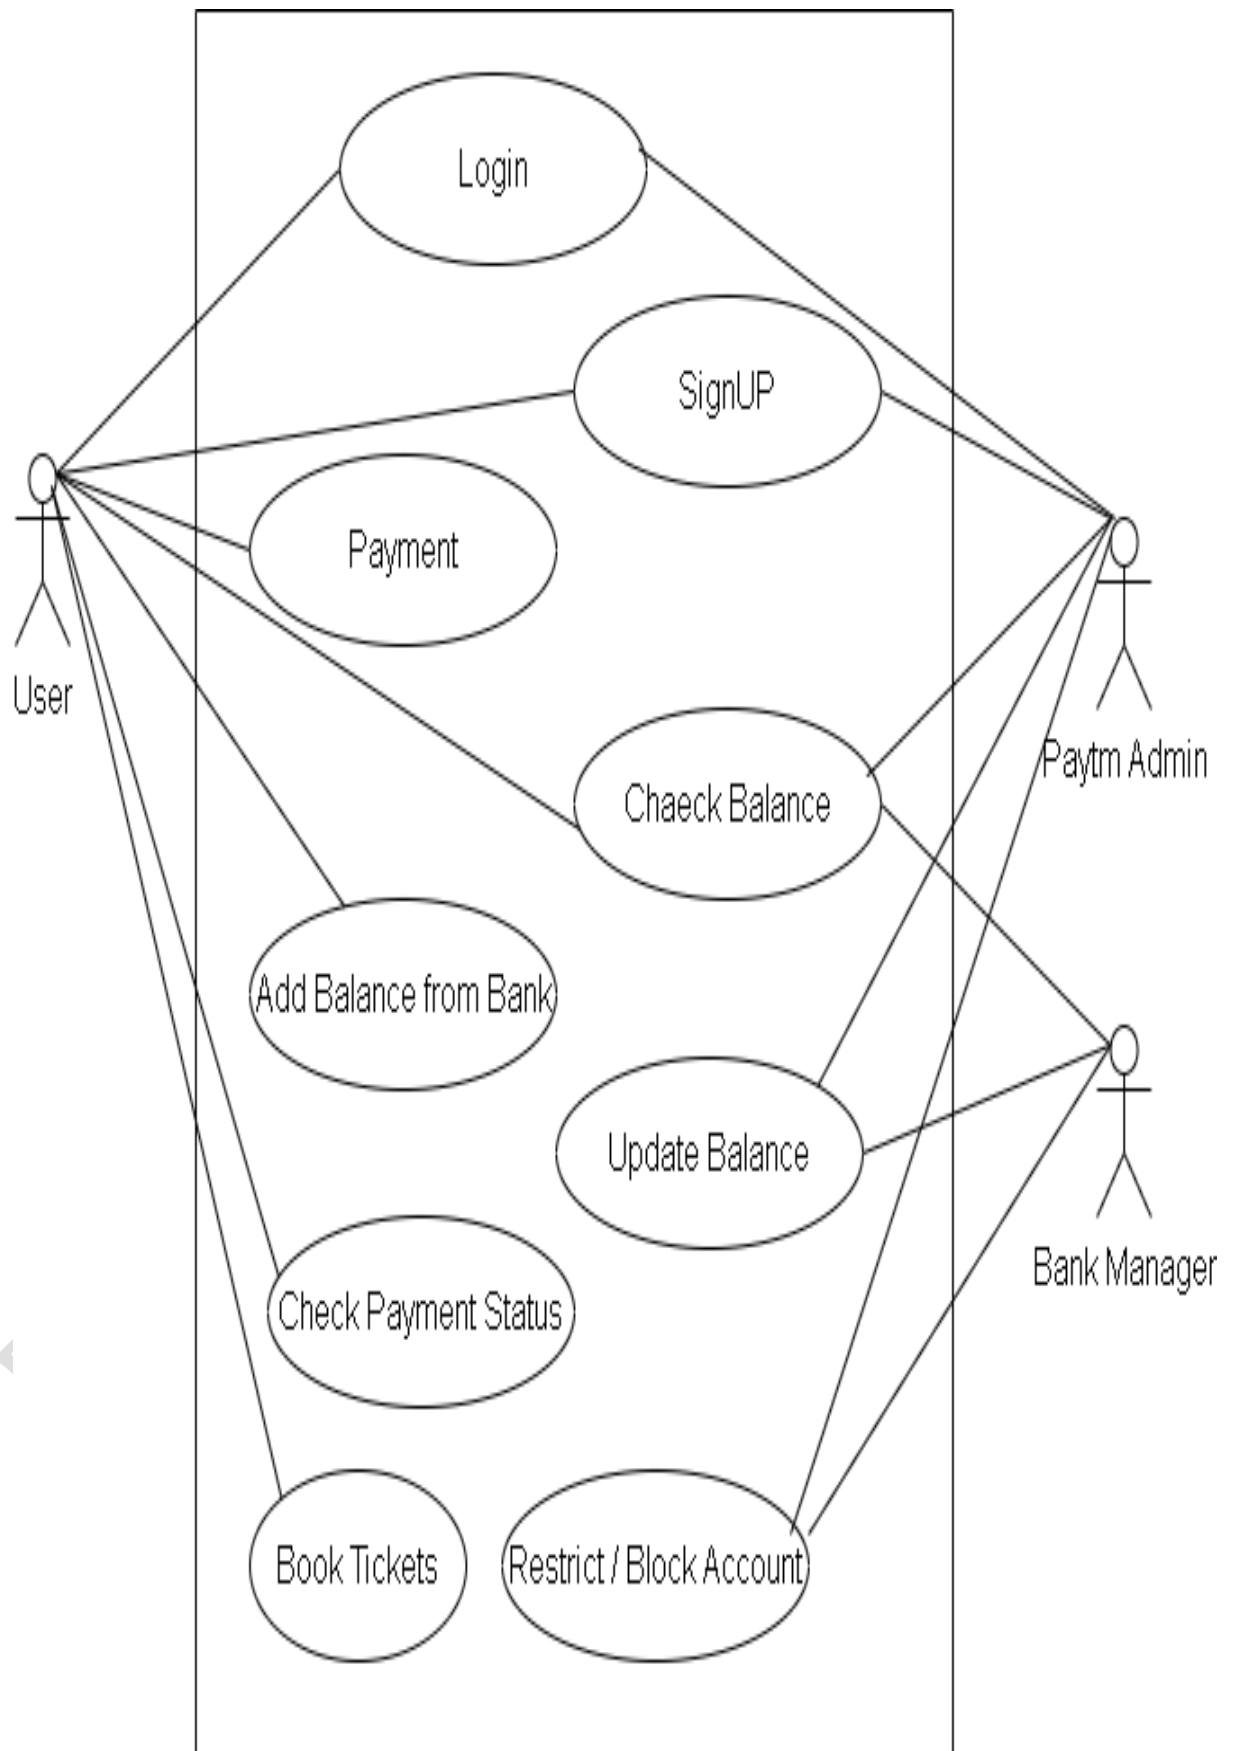 Login
SignUP
Payment
User
Paytm Admin
Chaeck Balance
Add Balance from Bank
Update Balance
Bank Manager
Check Payment Status
Book Tickets
Restrict / Block Account